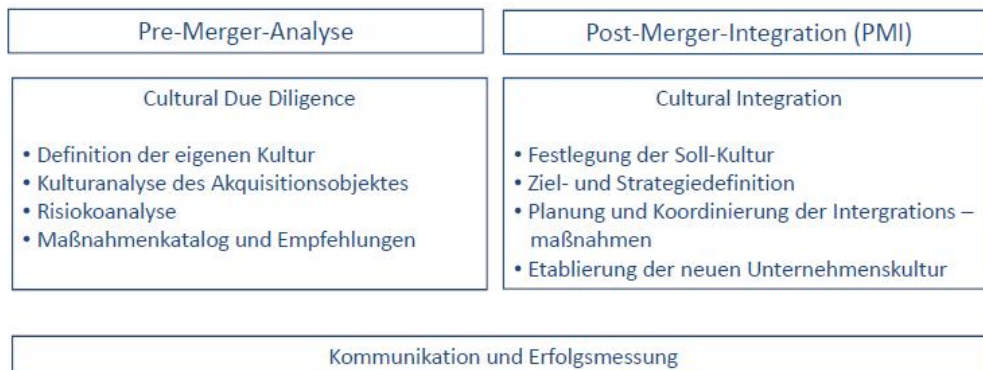 Pre-Merger-Analyse
Post-Merger-Integration (PMI)
Cultural Due Diligence
• Definition der eigenen Kultur
• Kulturanalyse des Akquisitionsobjektes
• Risiokoanalyse
• Maßnahmenkatalog und Empfehlungen
Cultural Integration
• Festlegung der Soll-Kultur
• Ziel- und Strategiedefinition
• Planung und Koordinierung der Intergrations –
maßnahmen
• Etablierung der neuen Unternehmenskultur
Kommunikation und Erfolgsmessung